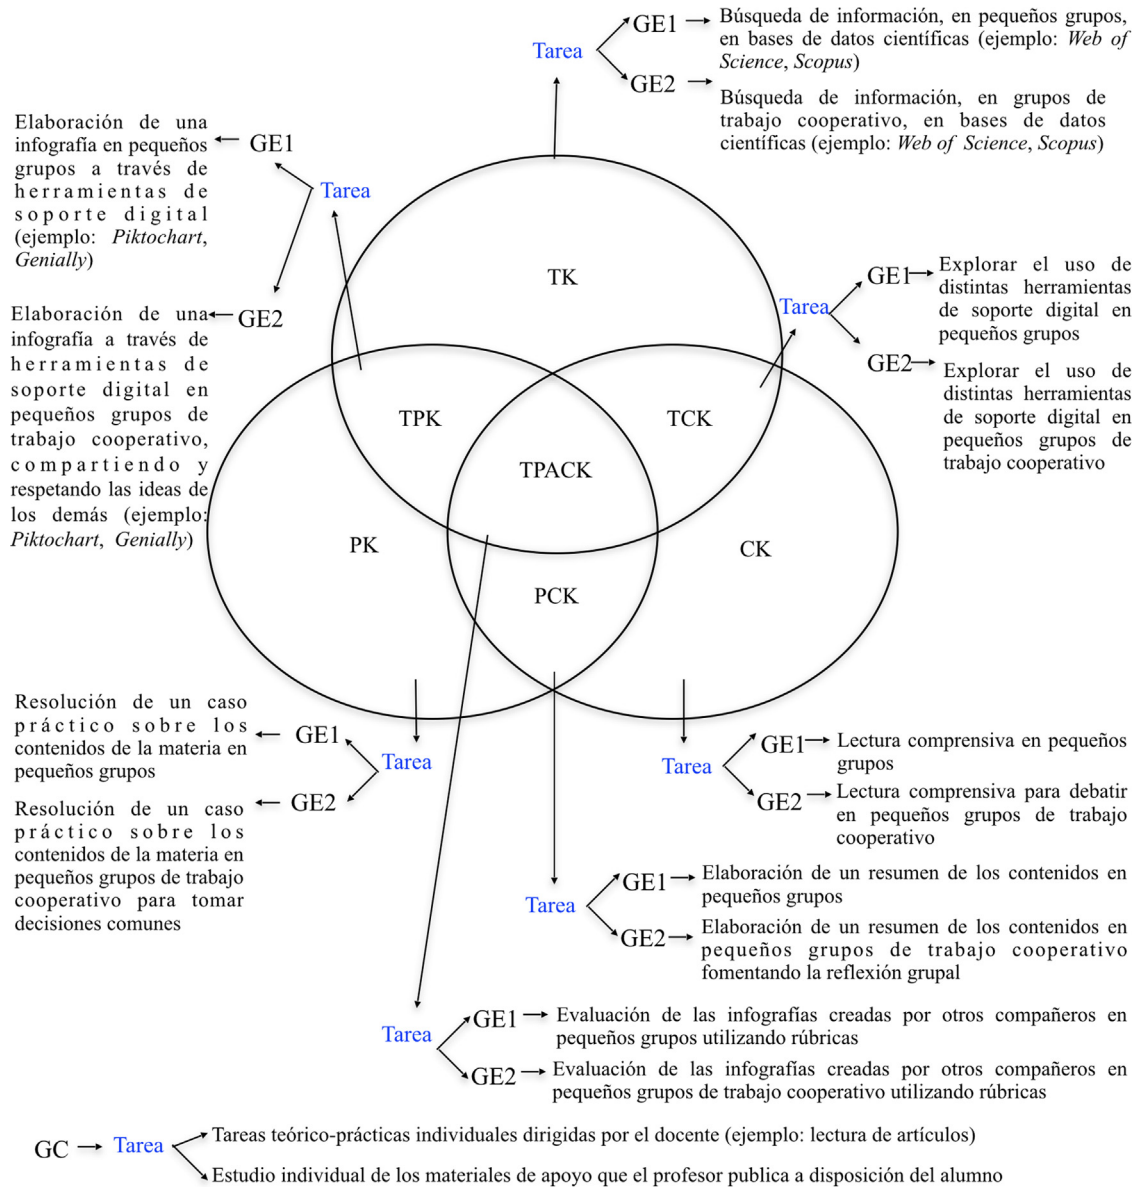 Tarea
GE1
Búsqueda de información, en pequeños grupos,
en bases de datos científicas (ejemplo: Web of
Science, Scopus)
GE2
Búsqueda de información, en grupos de
trabajo cooperativo, en bases de datos
científicas (ejemplo: Web of Science, Scopus)
Tarea
GE1
Elaboración de una
infografía en pequeños
grupos a través de
herramientas de
soporte digital
(ejemplo: Piktochart,
Genially)
GE2
Elaboración de una
infografía a través de
herramientas de
soporte digital en
pequeños grupos de
trabajo cooperativo,
compartiendo y
respetando las ideas de
los demás (ejemplo:
Piktochart, Genially)
TK
Tarea
GE1
Explorar el uso de
distintas herramientas
de soporte digital en
pequeños grupos
GE2
Explorar el uso de
distintas herramientas
de soporte digital en
pequeños grupos de
trabajo cooperativo
TPK
TCK
TPACK
PK
CK
PCK
Tarea
GE1
Resolución de un caso
práctico sobre los
contenidos de la materia en
pequeños grupos
GE2
Resolución de un caso
práctico sobre los
contenidos de la materia en
pequeños grupos de trabajo
cooperativo para tomar
decisiones comunes
Tarea
GE1
Lectura comprensiva en pequeños
grupos
GE2
Lectura comprensiva para debatir
en pequeños grupos de trabajo
cooperativo
Tarea
GE1
Elaboración de un resumen de los contenidos en
pequeños grupos
GE2
Elaboración de un resumen de los contenidos en
pequeños grupos de trabajo cooperativo
fomentando la reflexión grupal
Tarea
GE1
Evaluación de las infografías creadas por otros compañeros en
pequeños grupos utilizando rúbricas
GE2
Evaluación de las infografías creadas por otros compañeros en
pequeños grupos de trabajo cooperativo utilizando rúbricas
GC
Tarea
Tareas teórico-prácticas individuales dirigidas por el docente (ejemplo: lectura de artículos)
Estudio individual de los materiales de apoyo que el profesor publica a disposición del alumno